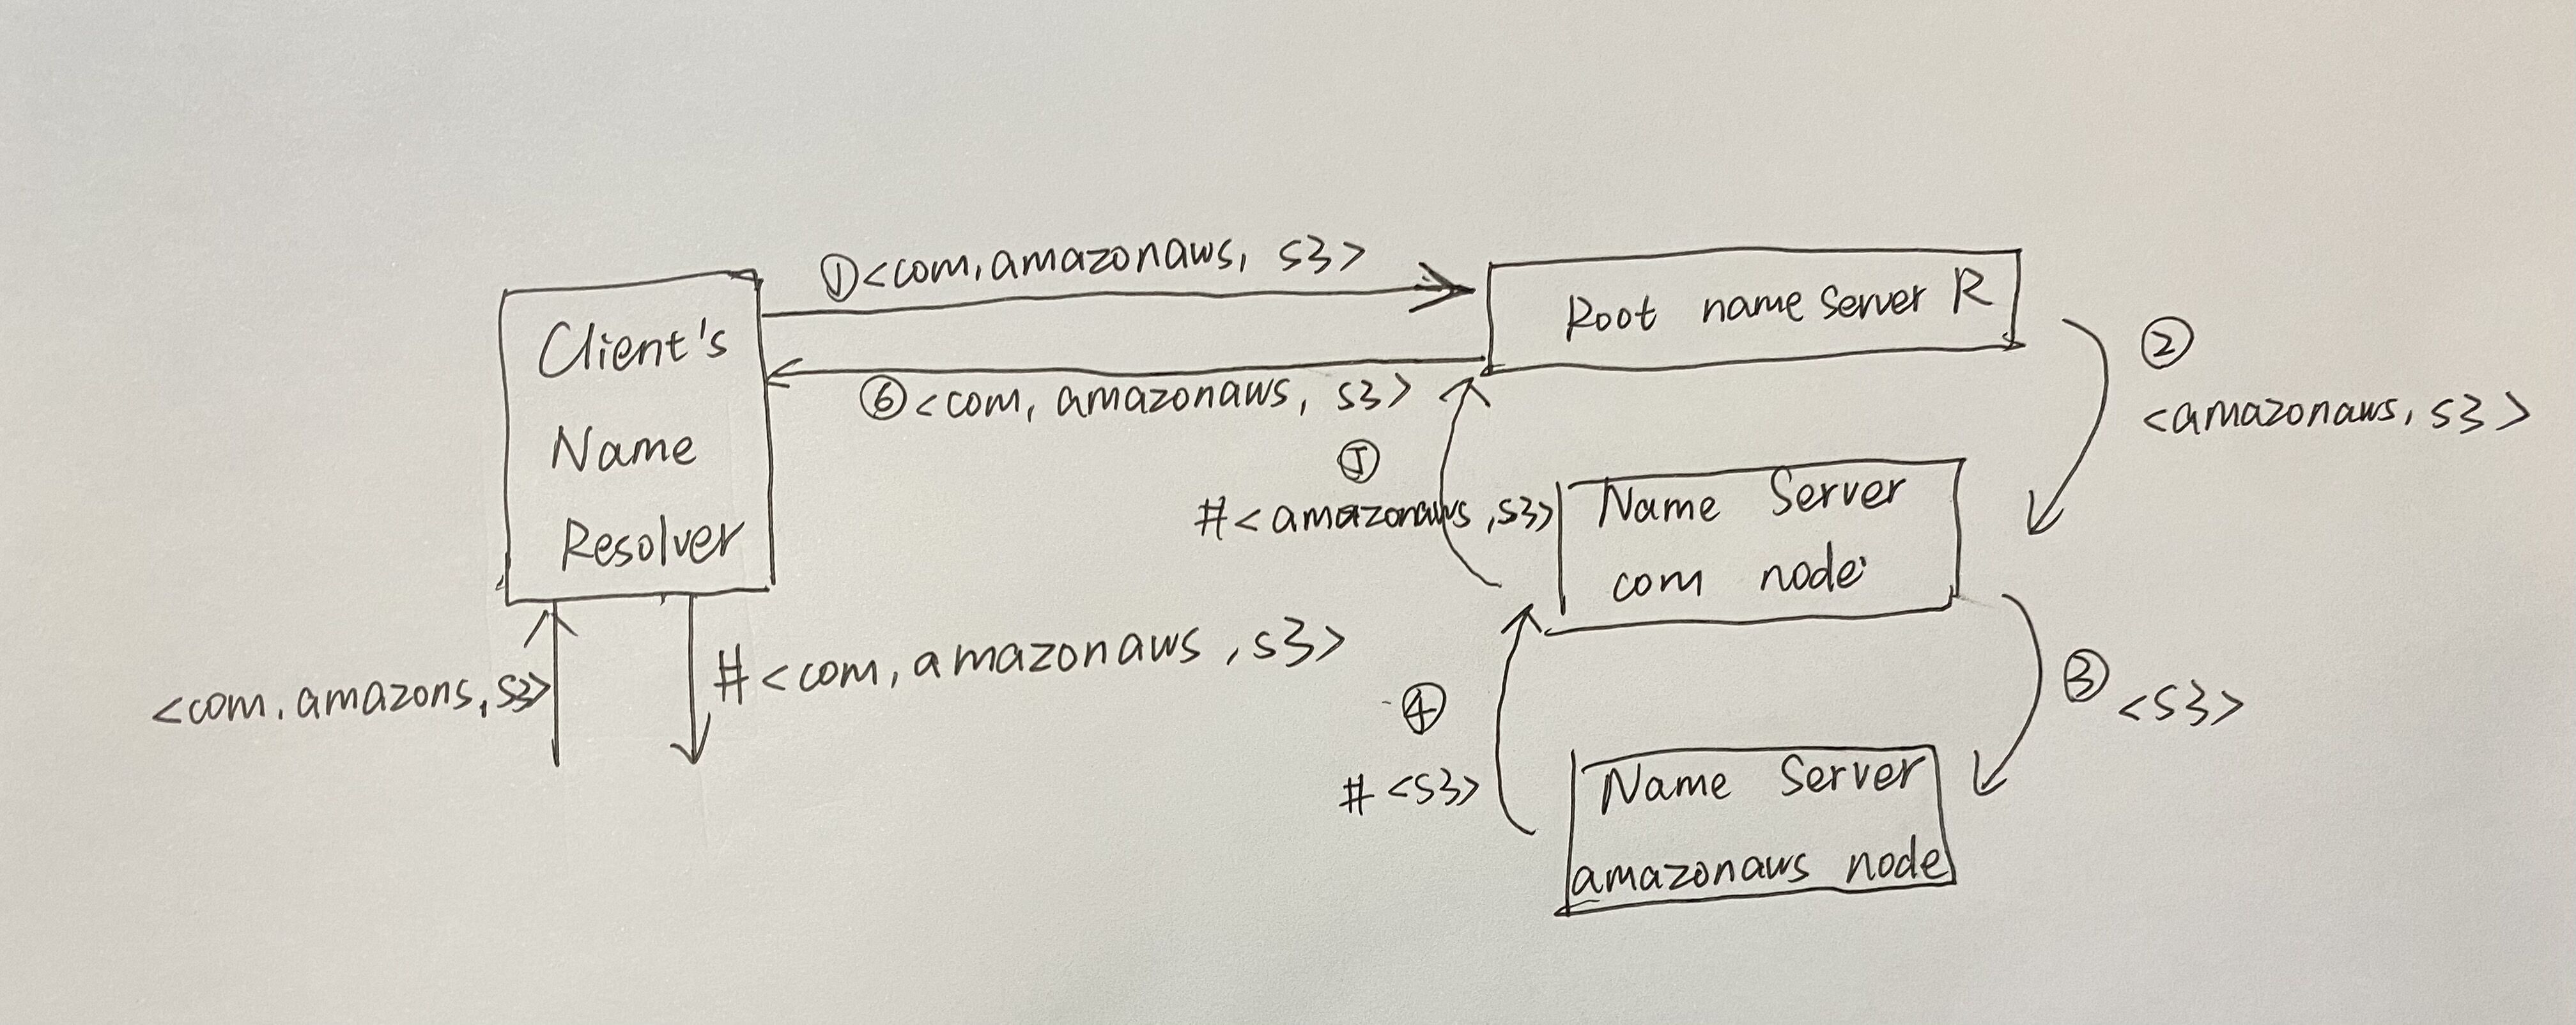 ① <com, amazonaws, s3>
Root name server R
Client's
Name
Resolver
②
<amazonaws, s3>
⑥ <com, amazonaws, s3>
⑤
#<amazonaws, s3>
Name Server
com node
#<com, amazonaws, s3>
<com, amazons, s3>
③ <s3>
④
#<s3>
Name Server
amazonaws node